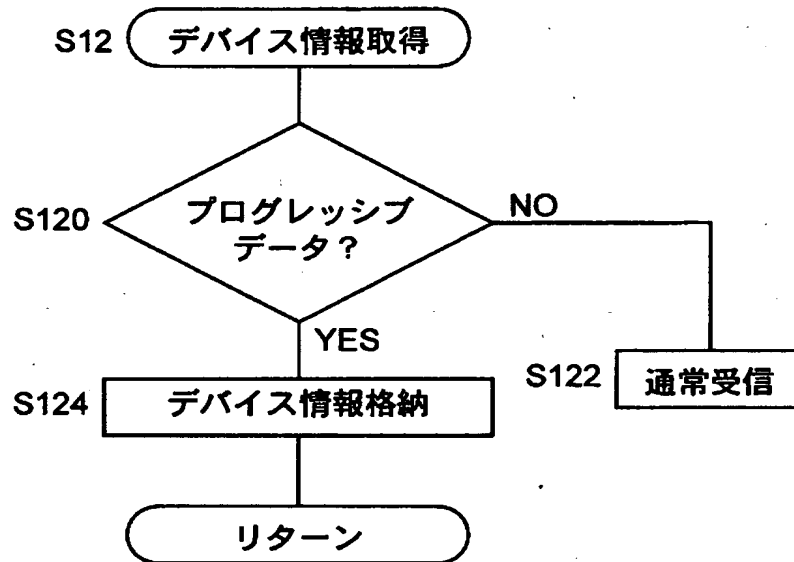 S12 デバイス情報取得
S120 プログレッシブ
データ？
NO
YES
S122 通常受信
S124 デバイス情報格納
リターン